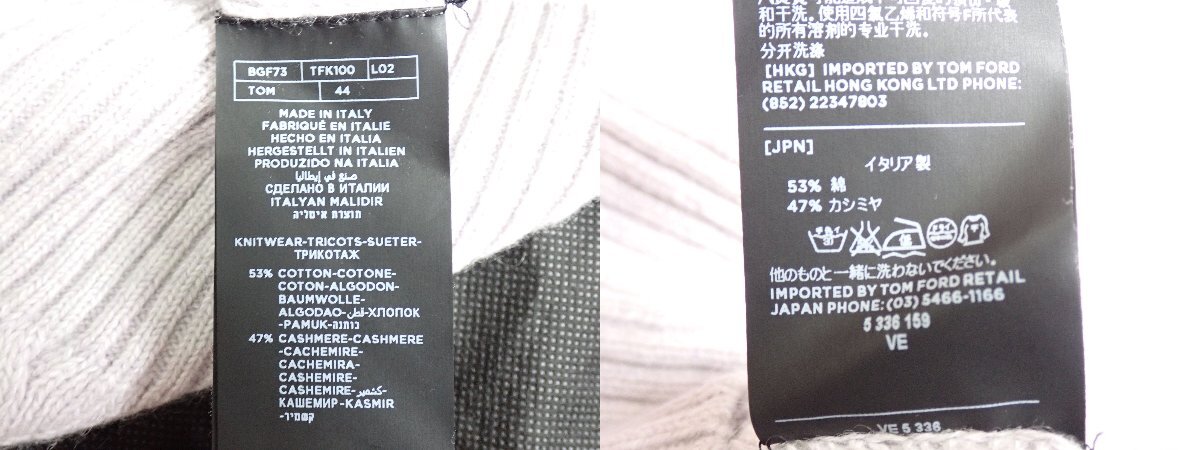 BGF73 TFK100 L02
TOM 44
MADE IN ITALY
FABRIQUÉ EN ITALIE
HECHO EN ITALIA
HERGESTELLT IN ITALIEN
PRODUZIDO NA ITALIA
صنع في إيطاليا
СДЕЛАНО В ИТАЛИИ
ITALYAN MALIDIR
תוצרת איטליה
KNITWEAR-TRICOTS-SUETER-
ТРИКОТАЖ
53% COTTON-COTONE-
COTON-ALGODON-
BAUMWOLLE-
ALGODAO-قطن-ХЛОПОК
-PAMUK-כותנה
47% CASHMERE-CASHMERE
-CACHEMIRE-
CACHEMIRA-
CASHEMIRE-
CASHEMIRE-كشمير-
КАШЕМИР-KASMIR
-קשמיר
和干洗。使用四氯乙烯和符号F所代表
的所有溶剂的专业干洗。
分开洗涤
[HKG] IMPORTED BY TOM FORD
RETAIL HONG KONG LTD PHONE:
(852) 22347803
[JPN]
イタリア製
53% 綿
47% カシミヤ
他のものと一緒に洗わないでください。
IMPORTED BY TOM FORD RETAIL
JAPAN PHONE: (03) 5466-1166
5 336 159
VE
VE 5 336